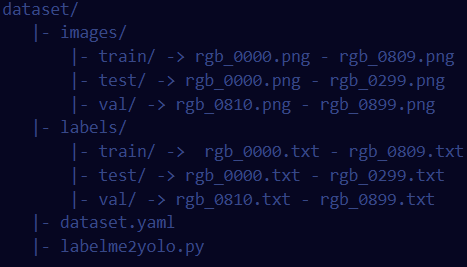 dataset/
|- images/
|- train/ -> rgb_0000.png - rgb_0809.png
|- test/ -> rgb_0000.png - rgb_0299.png
|- val/ -> rgb_0810.png - rgb_0899.png
|- labels/
|- train/ -> rgb_0000.txt - rgb_0809.txt
|- test/ -> rgb_0000.txt - rgb_0299.txt
|- val/ -> rgb_0810.txt - rgb_0899.txt
|- dataset.yaml
|- labelme2yolo.py